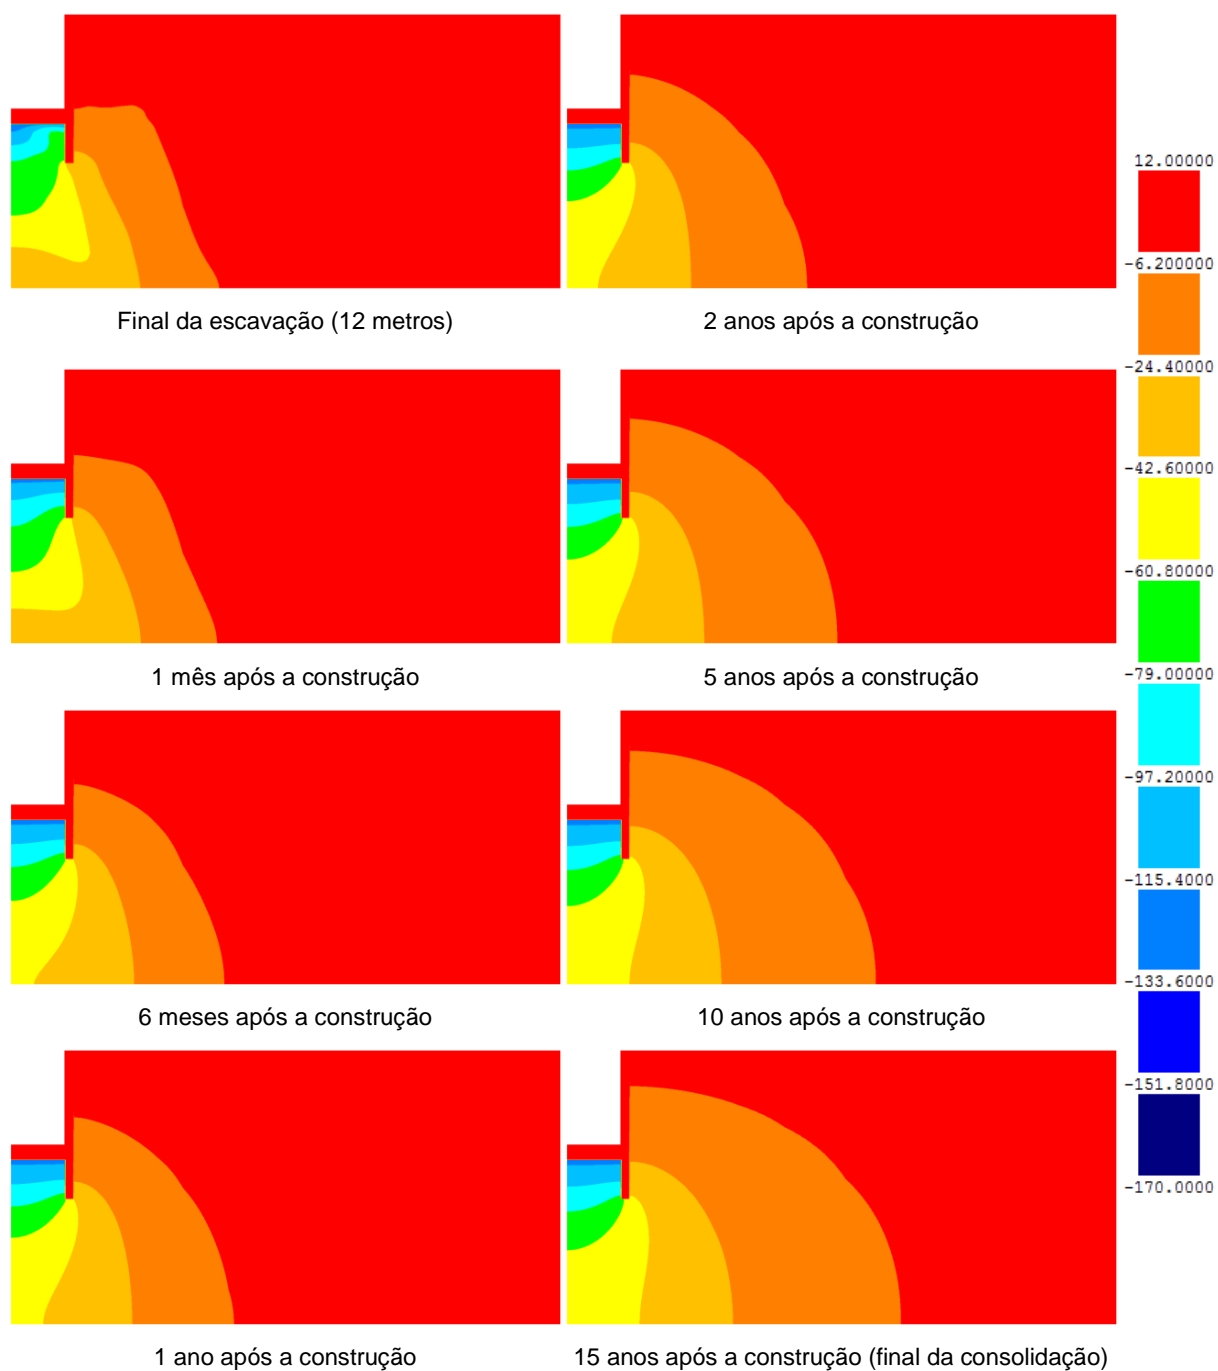 Final da escavação (12 metros)
2 anos após a construção
1 mês após a construção
5 anos após a construção
6 meses após a construção
10 anos após a construção
1 ano após a construção
15 anos após a construção (final da consolidação)
12.00000
-6.200000
-24.40000
-42.60000
-60.80000
-79.00000
-97.20000
-115.4000
-133.6000
-151.8000
-170.0000